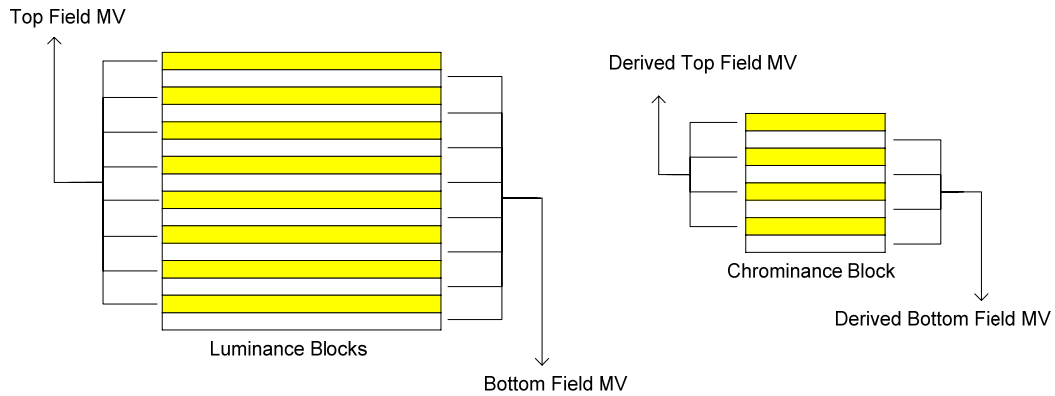 Top Field MV
Derived Top Field MV
Chrominance Block
Derived Bottom Field MV
Luminance Blocks
Bottom Field MV